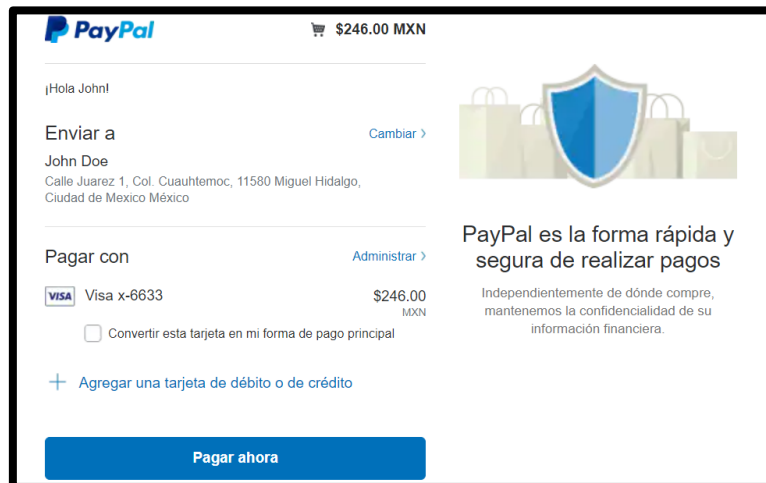 PayPal
$246.00 MXN
¡Hola John!
Enviar a
Cambiar >
John Doe
Calle Juarez 1, Col. Cuauhtemoc, 11580 Miguel Hidalgo,
Ciudad de Mexico México
Pagar con
Administrar >
VISA Visa x-6633
$246.00
MXN
Convertir esta tarjeta en mi forma de pago principal
+ Agregar una tarjeta de débito o de crédito
Pagar ahora
PayPal es la forma rápida y
segura de realizar pagos
Independientemente de dónde compre,
mantenemos la confidencialidad de su
información financiera.